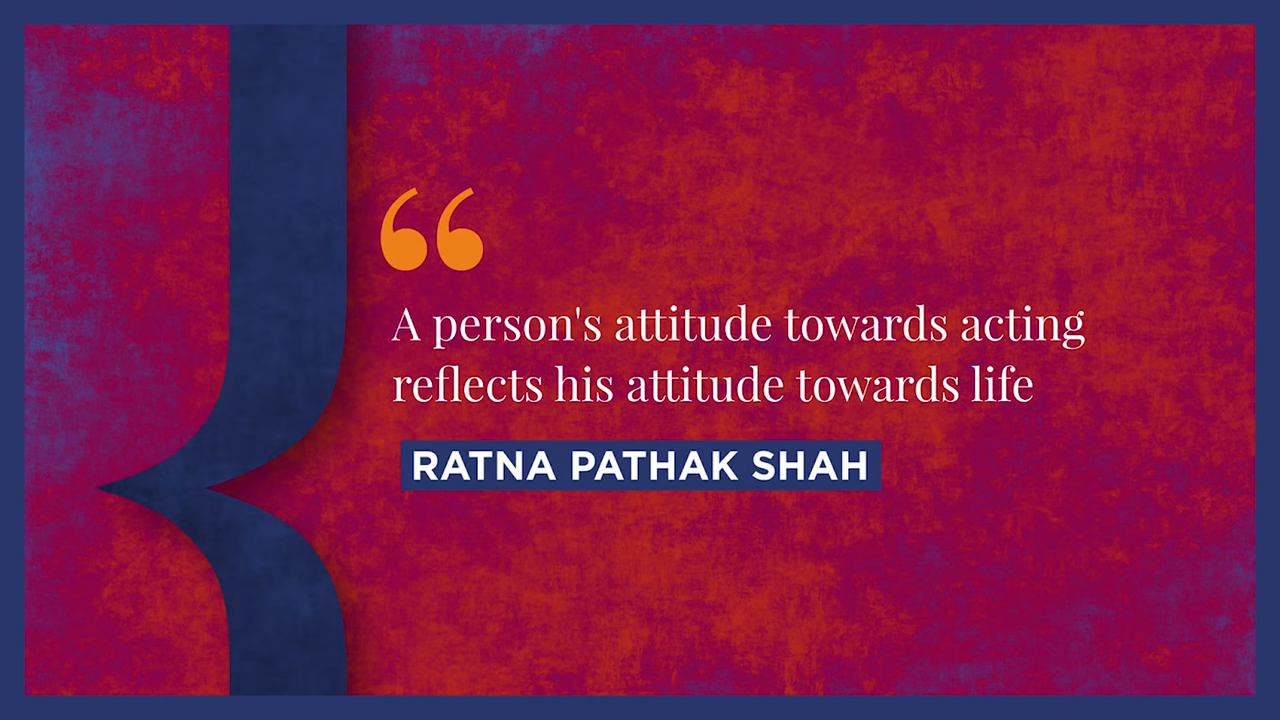 “
A person's attitude towards acting
reflects his attitude towards life
RATNA PATHAK SHAH